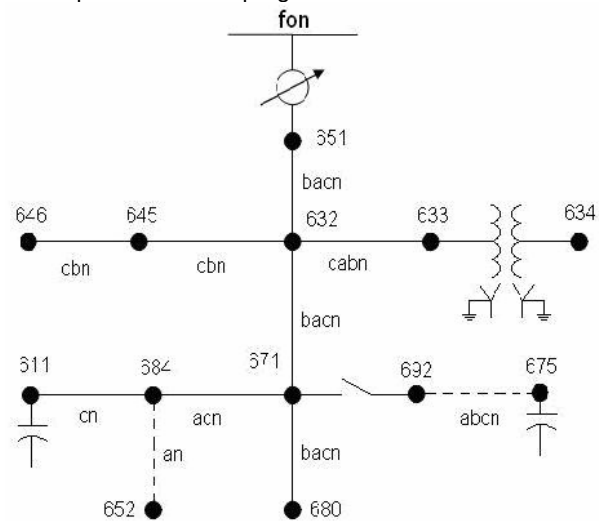 fon
651
bacn
646
645
632
633
634
cbn
cbn
cabn
bacn
611
684
671
692
675
cn
acn
abcn
an
bacn
652
680